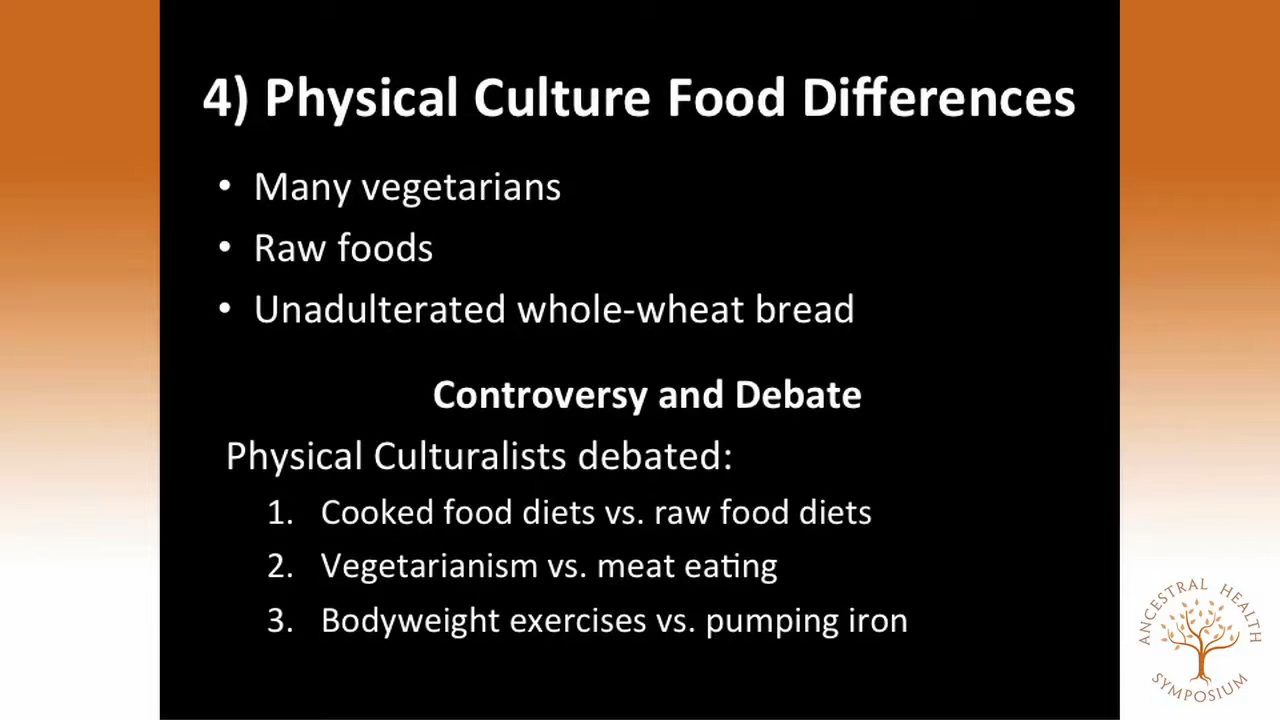 4) Physical Culture Food Differences
• Many vegetarians
• Raw foods
• Unadulterated whole-wheat bread
Controversy and Debate
Physical Culturalists debated:
1. Cooked food diets vs. raw food diets
2. Vegetarianism vs. meat eating
3. Bodyweight exercises vs. pumping iron
ANCESTRAL HEALTH
SYMPOSIUM